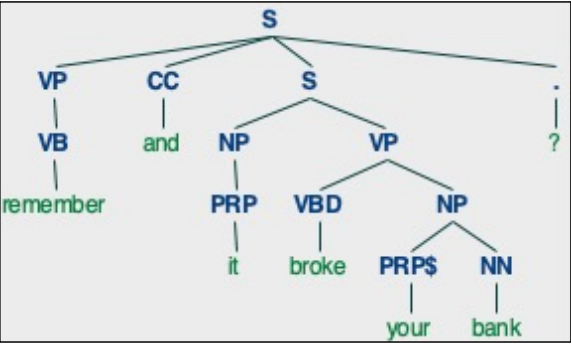 S
VP CC S .
VB and NP VP ?
remember PRP VBD NP
it broke PRP$ NN
your bank